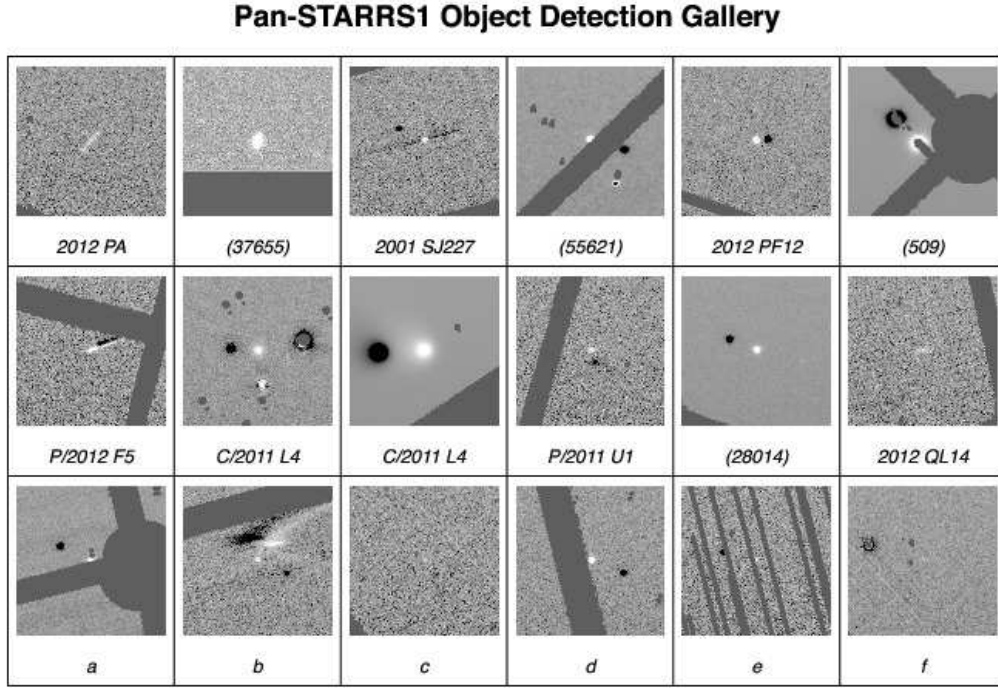 Pan-STARRS1 Object Detection Gallery
2012 PA (37655) 2001 SJ227 (55621) 2012 PF12 (509)
P/2012 F5 C/2011 L4 C/2011 L4 P/2011 U1 (28014) 2012 QL14
a b c d e f